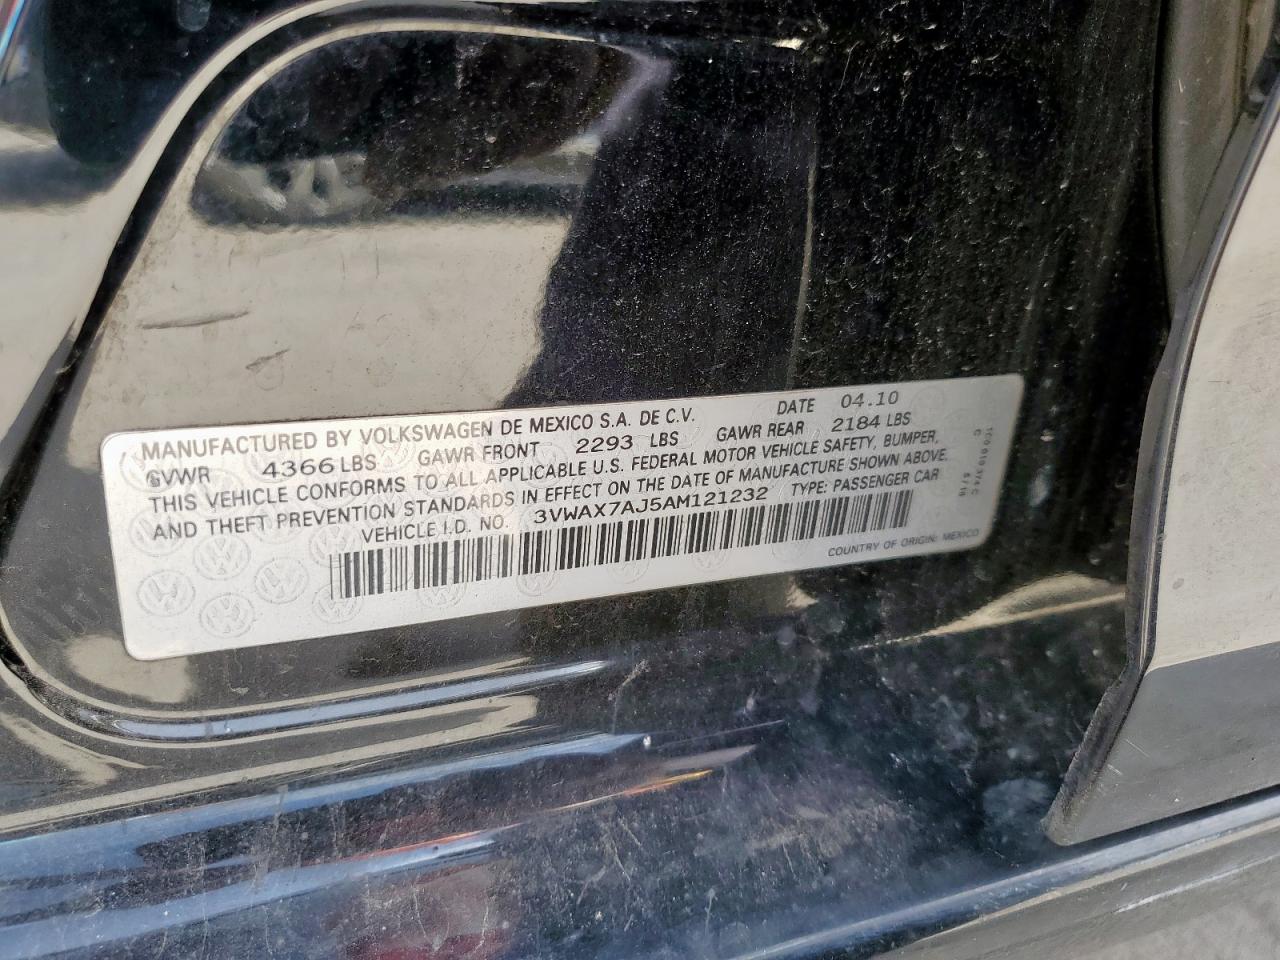 MANUFACTURED BY VOLKSWAGEN DE MEXICO S.A. DE C.V. DATE 04.10
GVWR 4366 LBS GAWR FRONT 2293 LBS GAWR REAR 2184 LBS
THIS VEHICLE CONFORMS TO ALL APPLICABLE U.S. FEDERAL MOTOR VEHICLE SAFETY, BUMPER,
AND THEFT PREVENTION STANDARDS IN EFFECT ON THE DATE OF MANUFACTURE SHOWN ABOVE.
VEHICLE I.D. NO. 3VWAX7AJ5AM121232 TYPE: PASSENGER CAR
COUNTRY OF ORIGIN: MEXICO